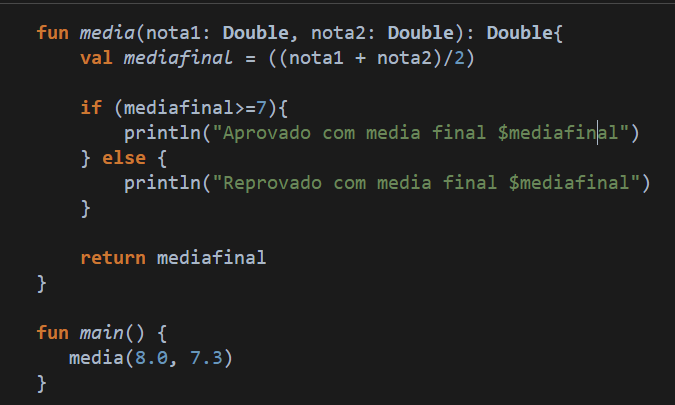 fun media(nota1: Double, nota2: Double): Double{
    val mediafinal = ((nota1 + nota2)/2)

    if (mediafinal>=7){
        println("Aprovado com media final $mediafinal")
    } else {
        println("Reprovado com media final $mediafinal")
    }

    return mediafinal
}

fun main() {
   media(8.0, 7.3)
}